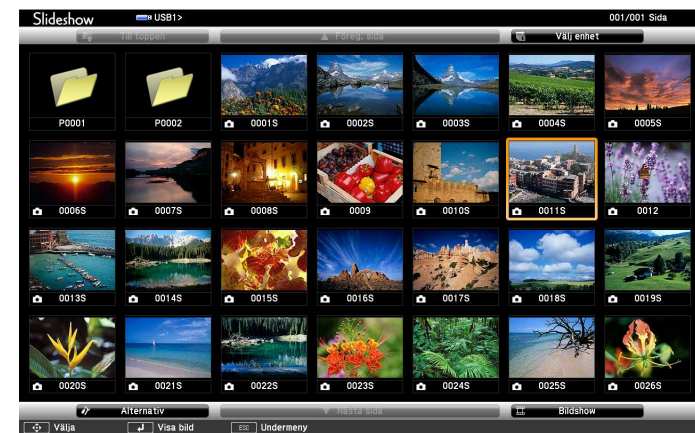 Slideshow USB1> 001/001 Sida
Till toppen Föreg. sida Välj enhet
P0001 P0002 0001S 0002S 0003S 0004S 0005S
0006S 0007S 0008S 0009 0010S 0011S 0012
0013S 0014S 0015S 0016S 0017S 0018S 0019S
0020S 0021S 0022S 0023S 0024S 0025S 0026S
Alternativ Nästa sida Bildshow
Välja Visa bild ESC Undermeny